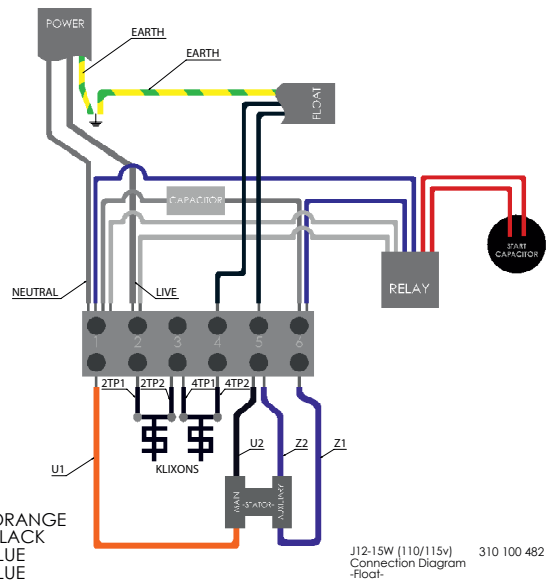 POWER
EARTH
EARTH
FLOAT
CAPACITOR
START
CAPACITOR
RELAY
NEUTRAL
LIVE
1 2 3 4 5 6
2TP1 2TP2 4TP1 4TP2
U2 Z2 Z1
KLIXONS
U1
MAN
-STATOR-
AUXILIARY
ORANGE
LACK
LUE
LUE
J12-15W (110/115v) 310 100 482
Connection Diagram
-Float-